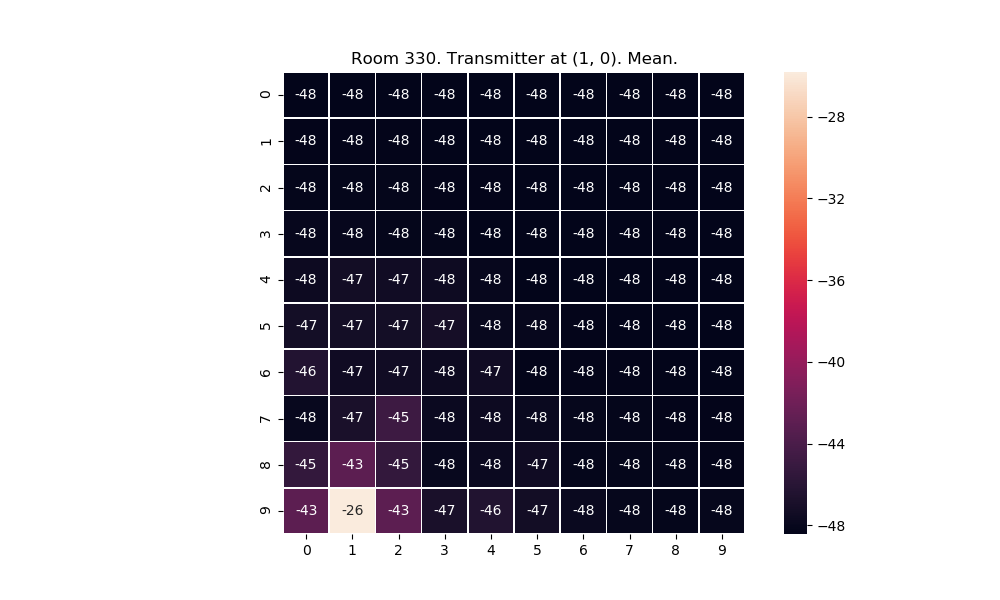 Room 330. Transmitter at (1, 0). Mean.
0 -48 -48 -48 -48 -48 -48 -48 -48 -48 -48
1 -48 -48 -48 -48 -48 -48 -48 -48 -48 -48
2 -48 -48 -48 -48 -48 -48 -48 -48 -48 -48
3 -48 -48 -48 -48 -48 -48 -48 -48 -48 -48
4 -48 -47 -47 -48 -48 -48 -48 -48 -48 -48
5 -47 -47 -47 -47 -48 -48 -48 -48 -48 -48
6 -46 -47 -47 -48 -47 -48 -48 -48 -48 -48
7 -48 -47 -45 -48 -48 -48 -48 -48 -48 -48
8 -45 -43 -45 -48 -48 -47 -48 -48 -48 -48
9 -43 -26 -43 -47 -46 -47 -48 -48 -48 -48
0 1 2 3 4 5 6 7 8 9
−28
−32
−36
−40
−44
−48